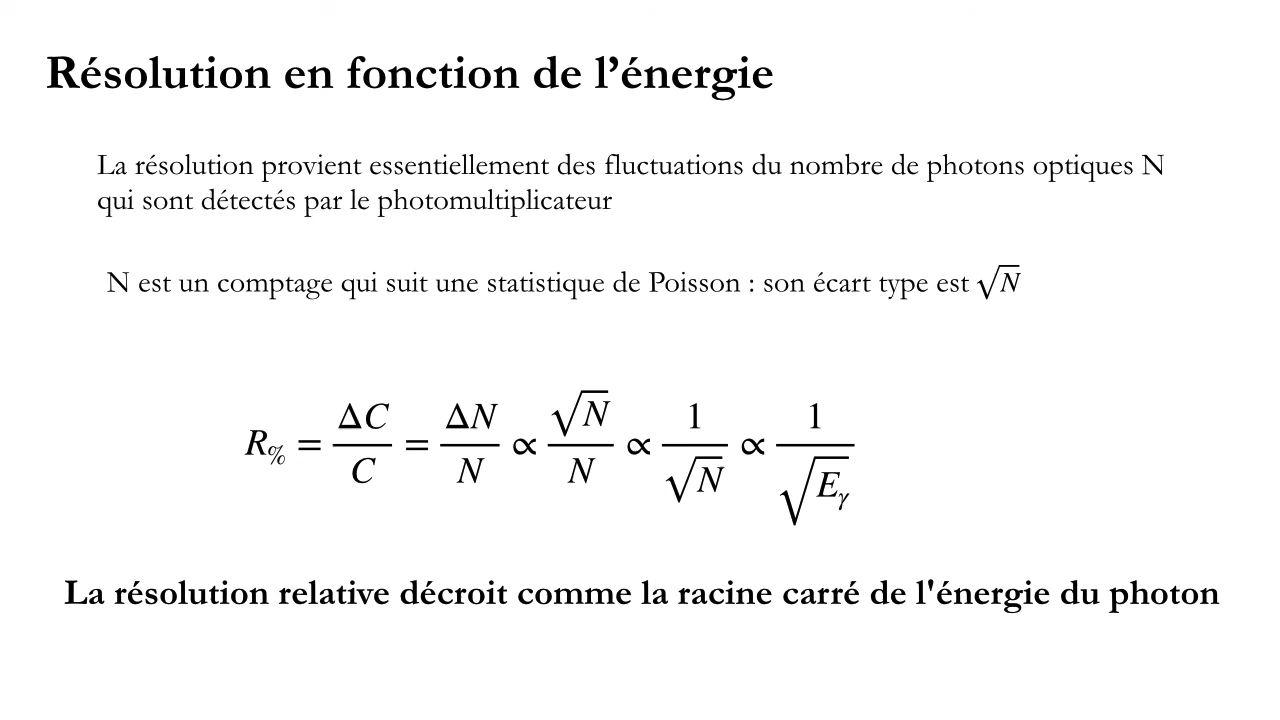 Résolution en fonction de l’énergie
La résolution provient essentiellement des fluctuations du nombre de photons optiques N
qui sont détectés par le photomultiplicateur
N est un comptage qui suit une statistique de Poisson : son écart type est √N
R% = ΔC/C = ΔN/N ∝ √N/N ∝ 1/√N ∝ 1/√Eγ
La résolution relative décroit comme la racine carré de l'énergie du photon